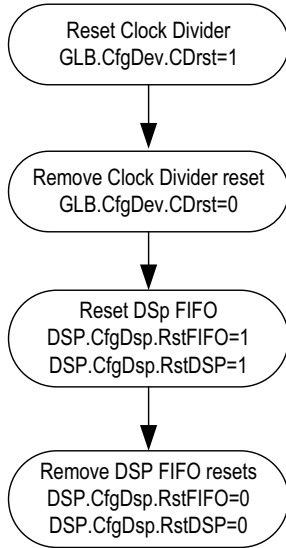 Reset Clock Divider
GLB.CfgDev.CDrst=1
Remove Clock Divider reset
GLB.CfgDev.CDrst=0
Reset DSp FIFO
DSP.CfgDsp.RstFIFO=1
DSP.CfgDsp.RstDSP=1
Remove DSP FIFO resets
DSP.CfgDsp.RstFIFO=0
DSP.CfgDsp.RstDSP=0